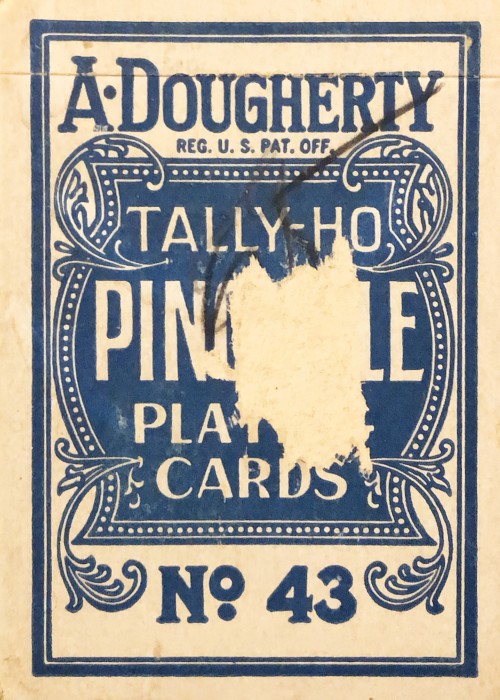 A. DOUGHERTY
REG. U. S. PAT. OFF.
TALLY-HO
CARDS
No 43